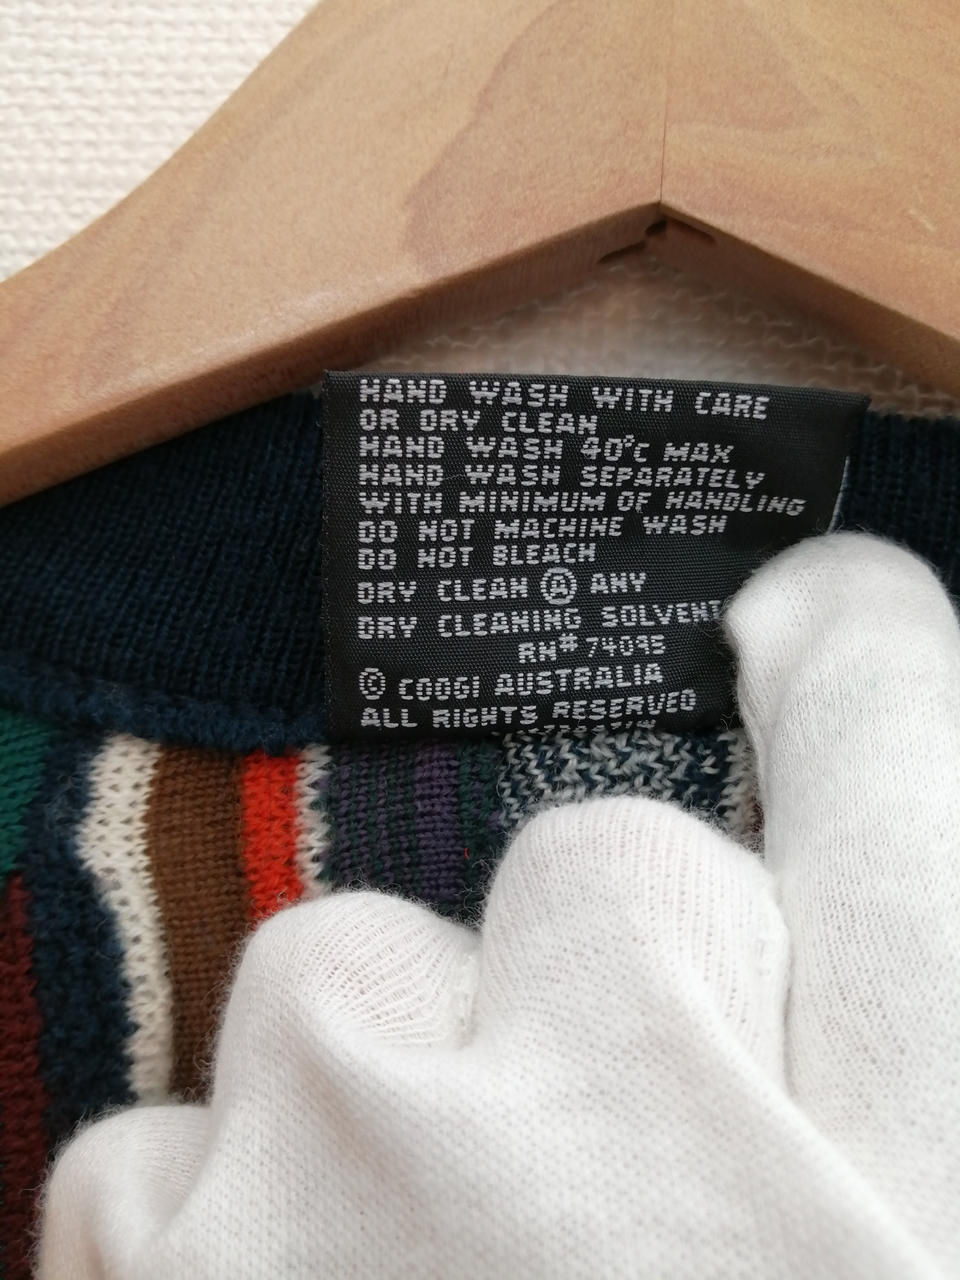 HAND WASH WITH CARE
OR DRY CLEAN
HAND WASH 40°C MAX
HAND WASH SEPARATELY
WITH MINIMUM OF HANDLING
DO NOT MACHINE WASH
DO NOT BLEACH
DRY CLEAN Ⓐ ANY
DRY CLEANING SOLVENT
RN# 74095
© COOGI AUSTRALIA
ALL RIGHTS RESERVED